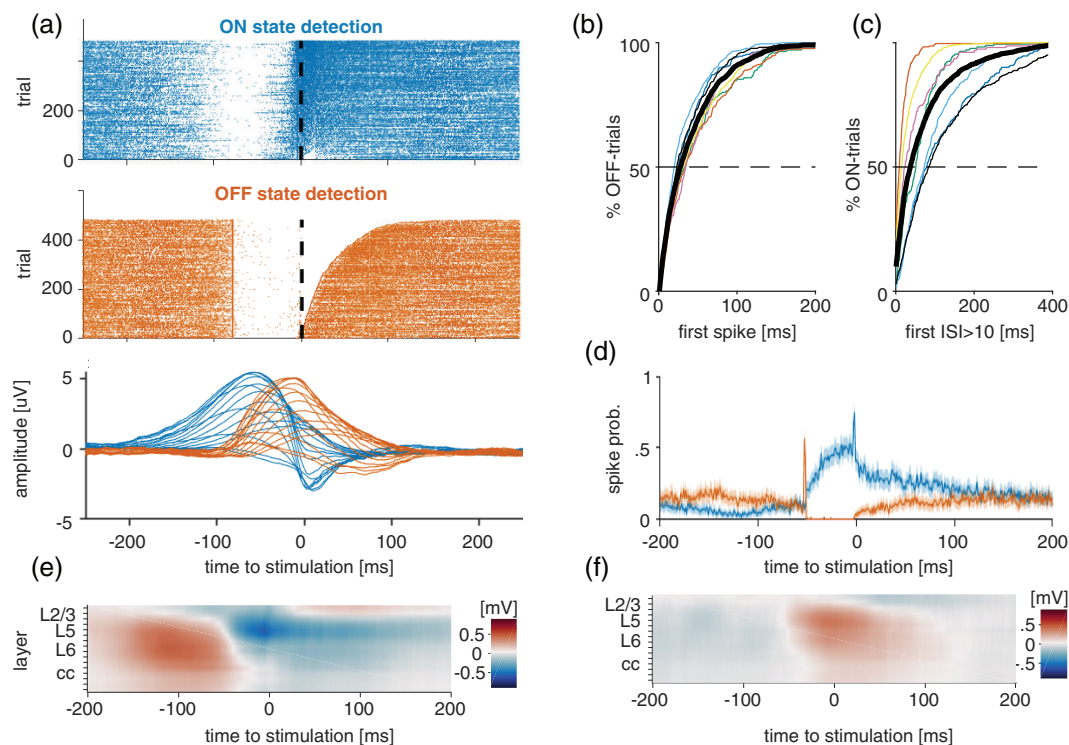 (a)
ON state detection
trial
400
200
0
OFF state detection
trial
400
200
0
amplitude [uV]
5
0
-5
-200
-100
0
100
200
time to stimulation [ms]
(b)
% OFF-trials
100
50
0
0
100
200
first spike [ms]
(c)
% ON-trials
50
0
0
200
400
first ISI>10 [ms]
(d)
spike prob.
1
.5
0
-200
-100
0
100
200
time to stimulation [ms]
(e)
layer
L2/3
L5
L6
cc
[mV]
0.5
0
-0.5
-200
-100
0
100
200
time to stimulation [ms]
(f)
L2/3
L5
L6
cc
[mV]
.5
0
-.5
-200
-100
0
100
200
time to stimulation [ms]